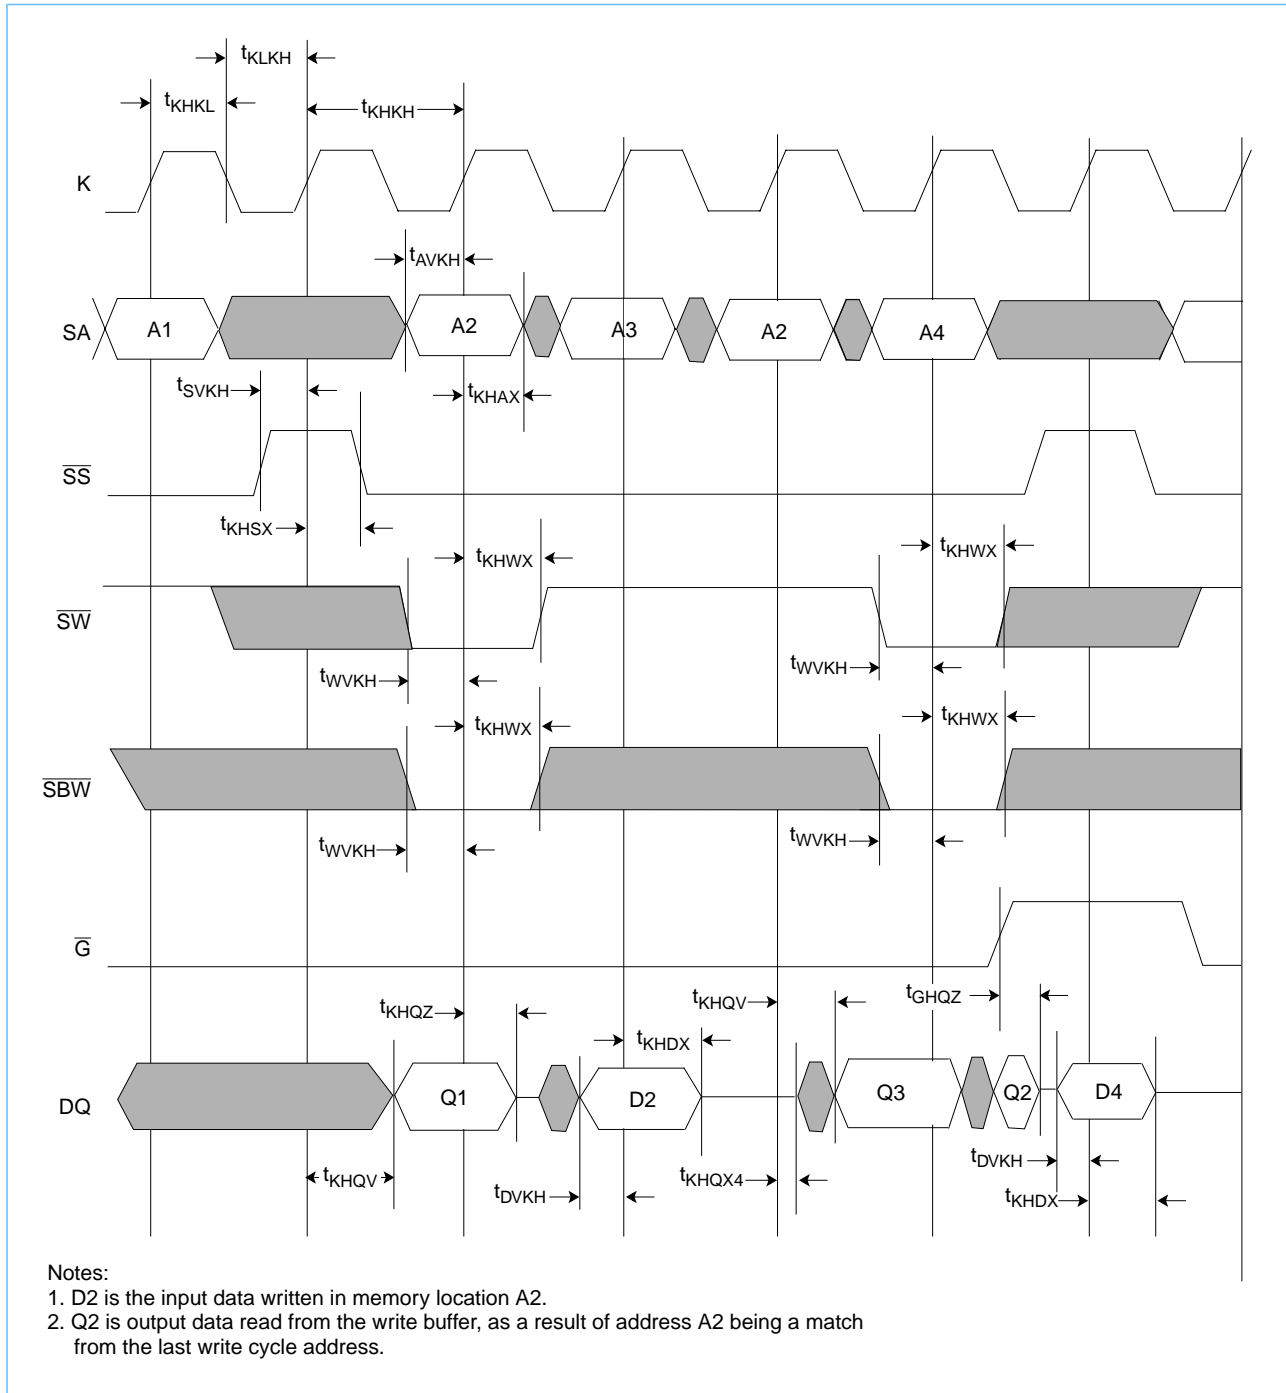 tKLKH
tKHKL
tKHKH
K
tAVKH
SA A1 A2 A3 A2 A4
tSVKH
tKHAX
SS
tKHSX
tKHWX
tKHWX
SW
tWVKH
tWVKH
tKHWX
tKHWX
SBW
tWVKH
tWVKH
G
tKHQZ
tKHQV
tGHQZ
tKHDX
DQ Q1 D2 Q3 Q2 D4
tKHQV
tDVKH
tKHQX4
tDVKH
tKHDX
Notes:
1. D2 is the input data written in memory location A2.
2. Q2 is output data read from the write buffer, as a result of address A2 being a match
from the last write cycle address.